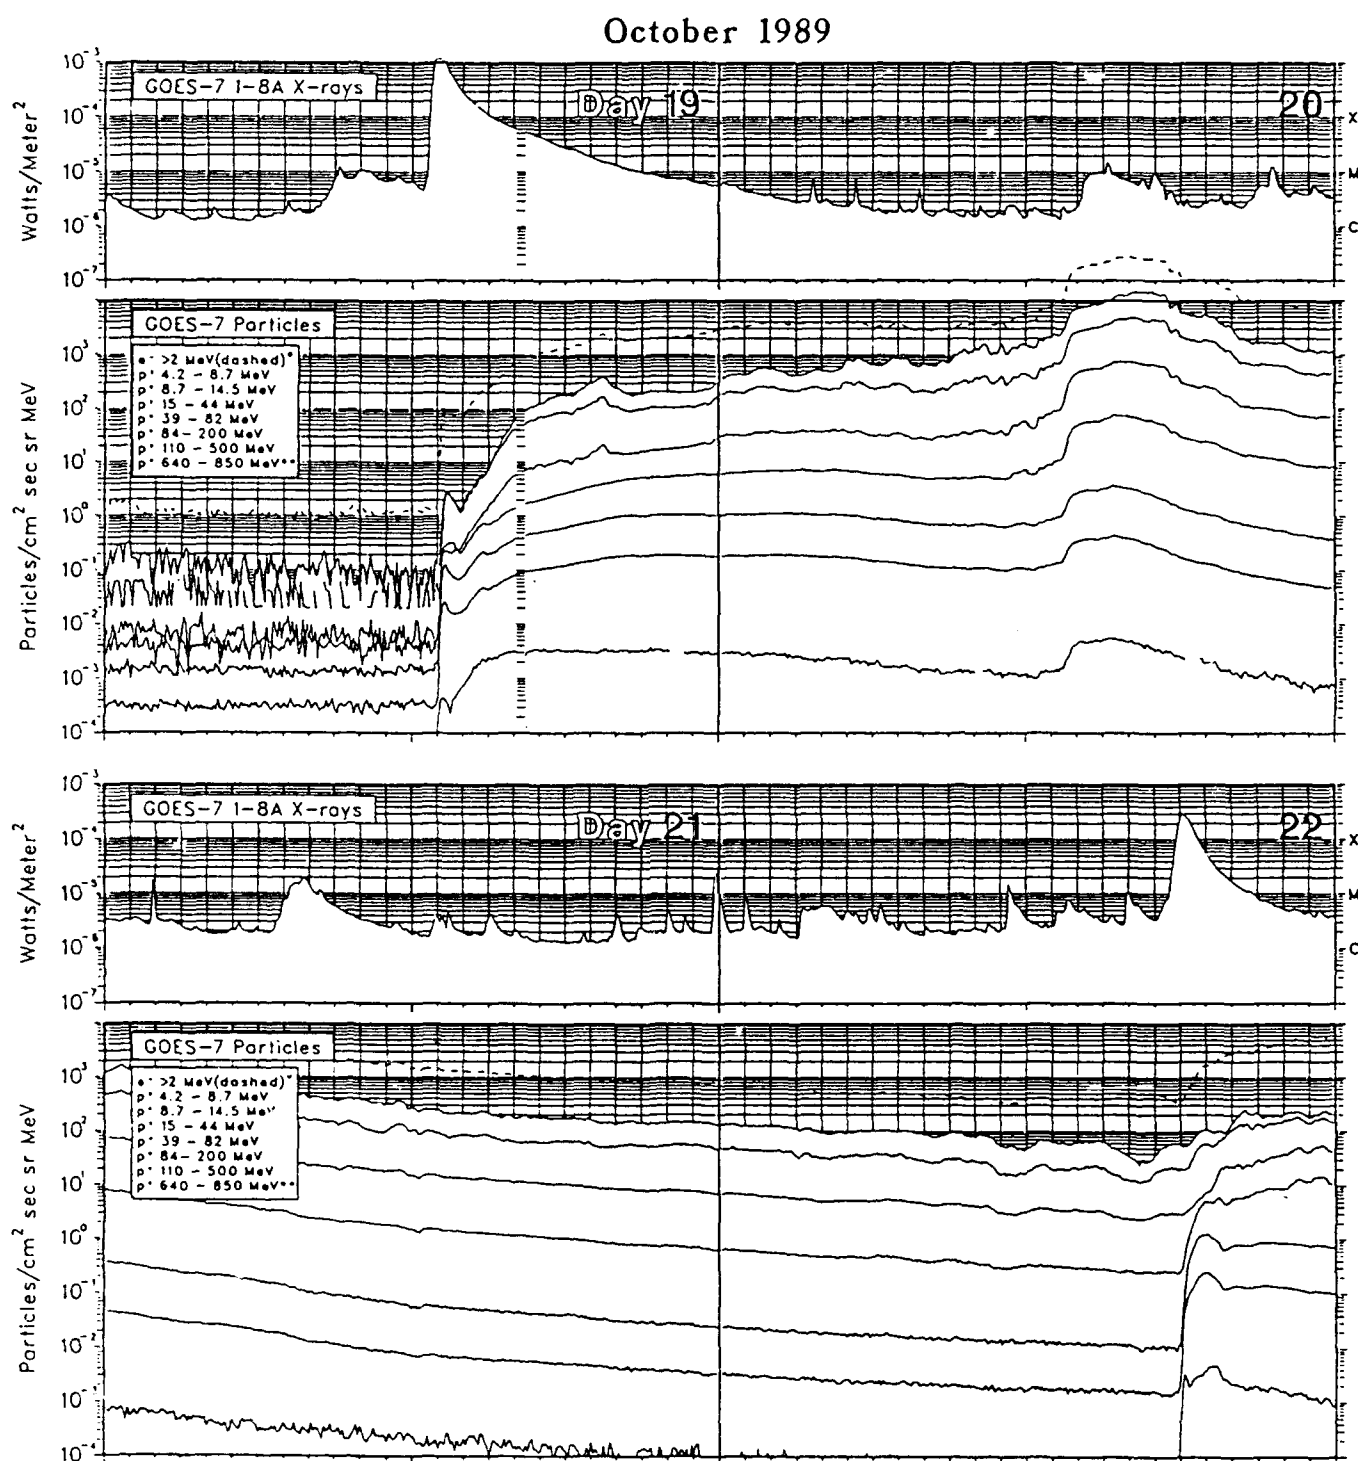 October 1989
GOES-7 1-8A X-rays
Day 19
20
Watts/Meter²
10⁻³
10⁻⁴
10⁻⁵
10⁻⁶
10⁻⁷
X
M
C
GOES-7 Particles
e⁻ >2 MeV(dashed)*
p⁺ 4.2 - 8.7 MeV
p⁺ 8.7 - 14.5 MeV
p⁺ 15 - 44 MeV
p⁺ 39 - 82 MeV
p⁺ 84 - 200 MeV
p⁺ 110 - 500 MeV
p⁺ 640 - 850 MeV**
Particles/cm² sec sr MeV
10³
10²
10¹
10⁰
10⁻¹
10⁻²
10⁻³
10⁻⁴
GOES-7 1-8A X-rays
Day 21
22
Watts/Meter²
10⁻³
10⁻⁴
10⁻⁵
10⁻⁶
10⁻⁷
X
M
C
GOES-7 Particles
e⁻ >2 MeV(dashed)*
p⁺ 4.2 - 8.7 MeV
p⁺ 8.7 - 14.5 MeV
p⁺ 15 - 44 MeV
p⁺ 39 - 82 MeV
p⁺ 84 - 200 MeV
p⁺ 110 - 500 MeV
p⁺ 640 - 850 MeV**
Particles/cm² sec sr MeV
10³
10²
10¹
10⁰
10⁻¹
10⁻²
10⁻³
10⁻⁴